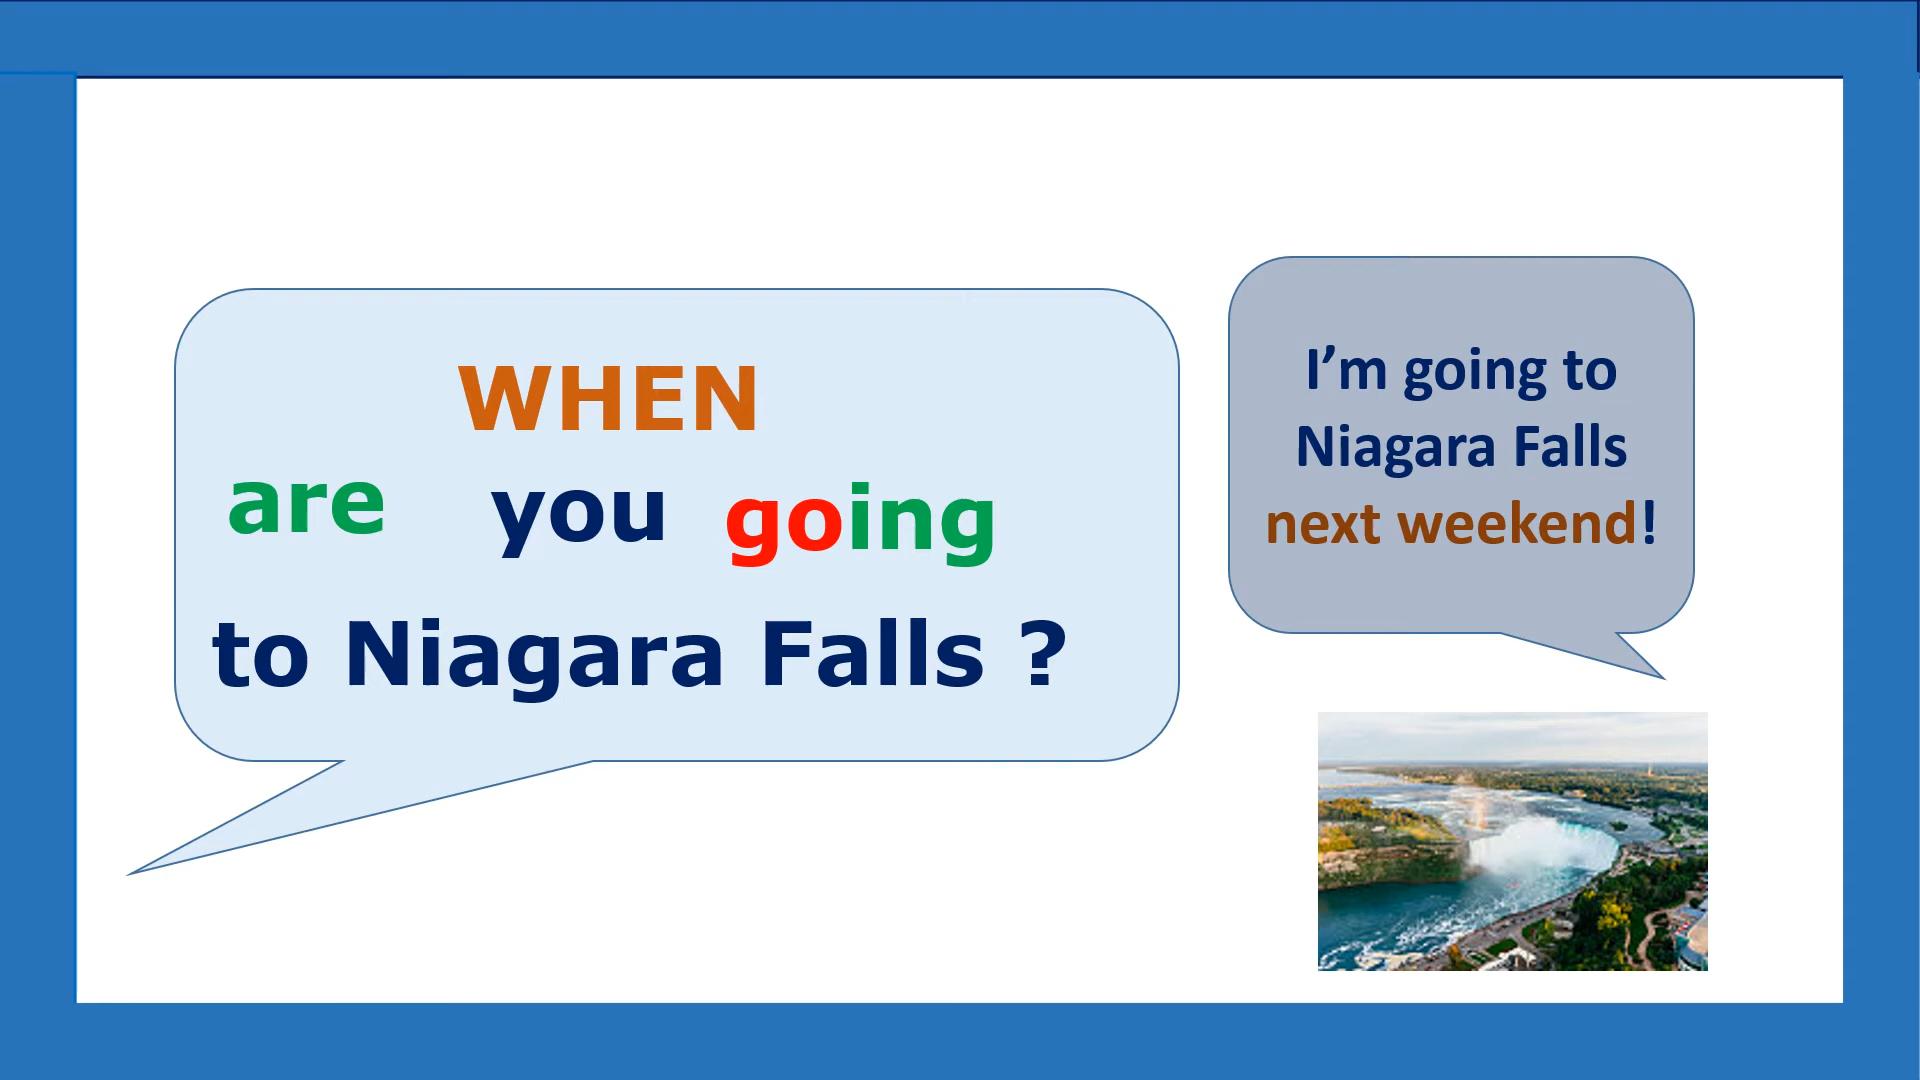 WHEN
are you going
to Niagara Falls ?
I’m going to
Niagara Falls
next weekend!